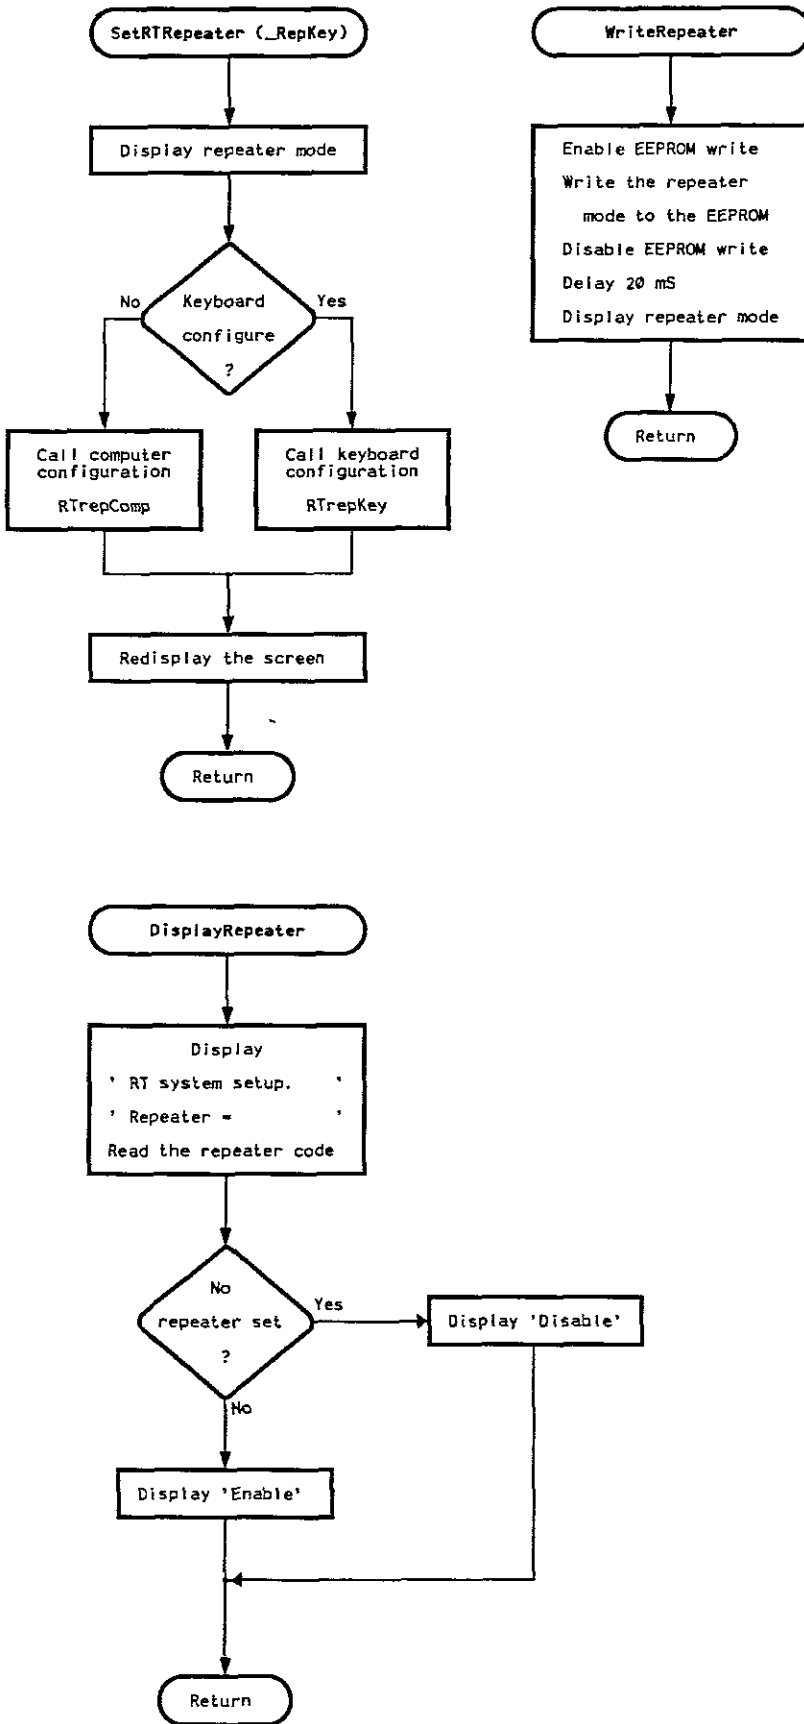 SetRTRepeater (_RepKey)
Display repeater mode
No
Keyboard
configure
?
Yes
Call computer
configuration
RTrepComp
Call keyboard
configuration
RTrepKey
Redisplay the screen
Return
WriteRepeater
Enable EEPROM write
Write the repeater
mode to the EEPROM
Disable EEPROM write
Delay 20 mS
Display repeater mode
Return
DisplayRepeater
Display
' RT system setup. '
' Repeater = '
Read the repeater code
No
repeater set
?
Yes
Display 'Disable'
No
Display 'Enable'
Return